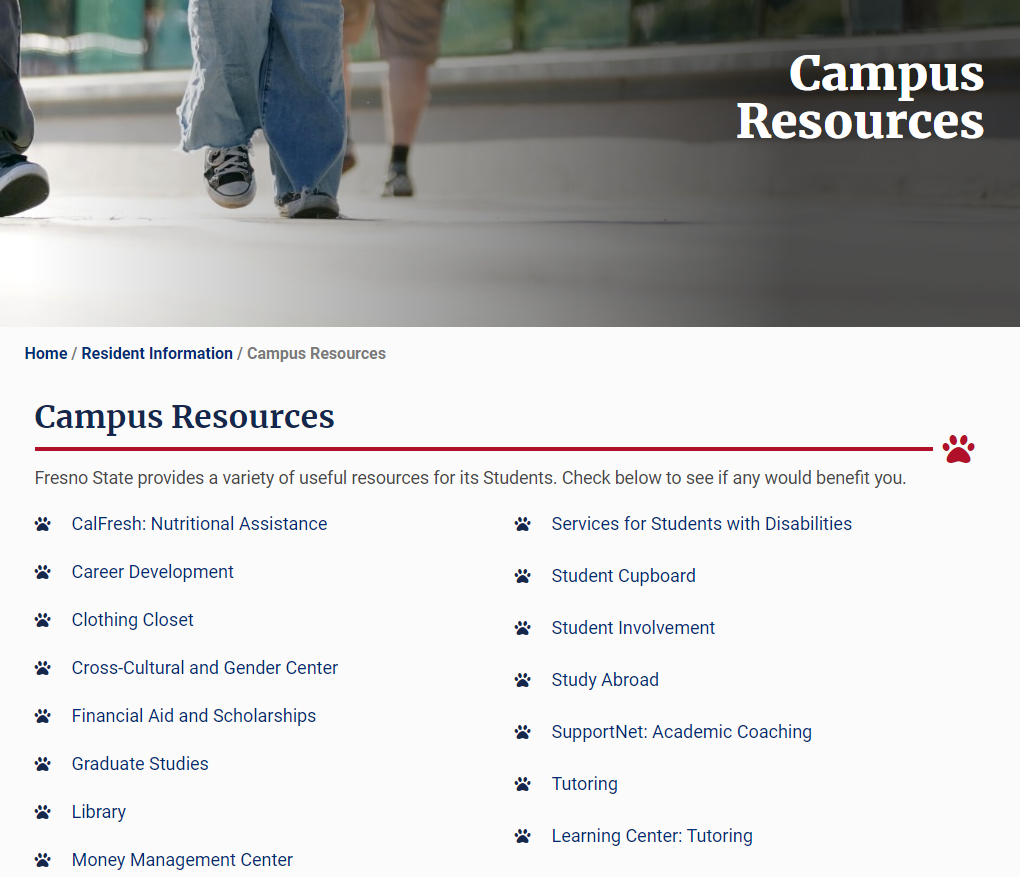 Campus
Resources
Home / Resident Information / Campus Resources
Campus Resources
Fresno State provides a variety of useful resources for its Students. Check below to see if any would benefit you.
CalFresh: Nutritional Assistance
Career Development
Clothing Closet
Cross-Cultural and Gender Center
Financial Aid and Scholarships
Graduate Studies
Library
Money Management Center
Services for Students with Disabilities
Student Cupboard
Student Involvement
Study Abroad
SupportNet: Academic Coaching
Tutoring
Learning Center: Tutoring